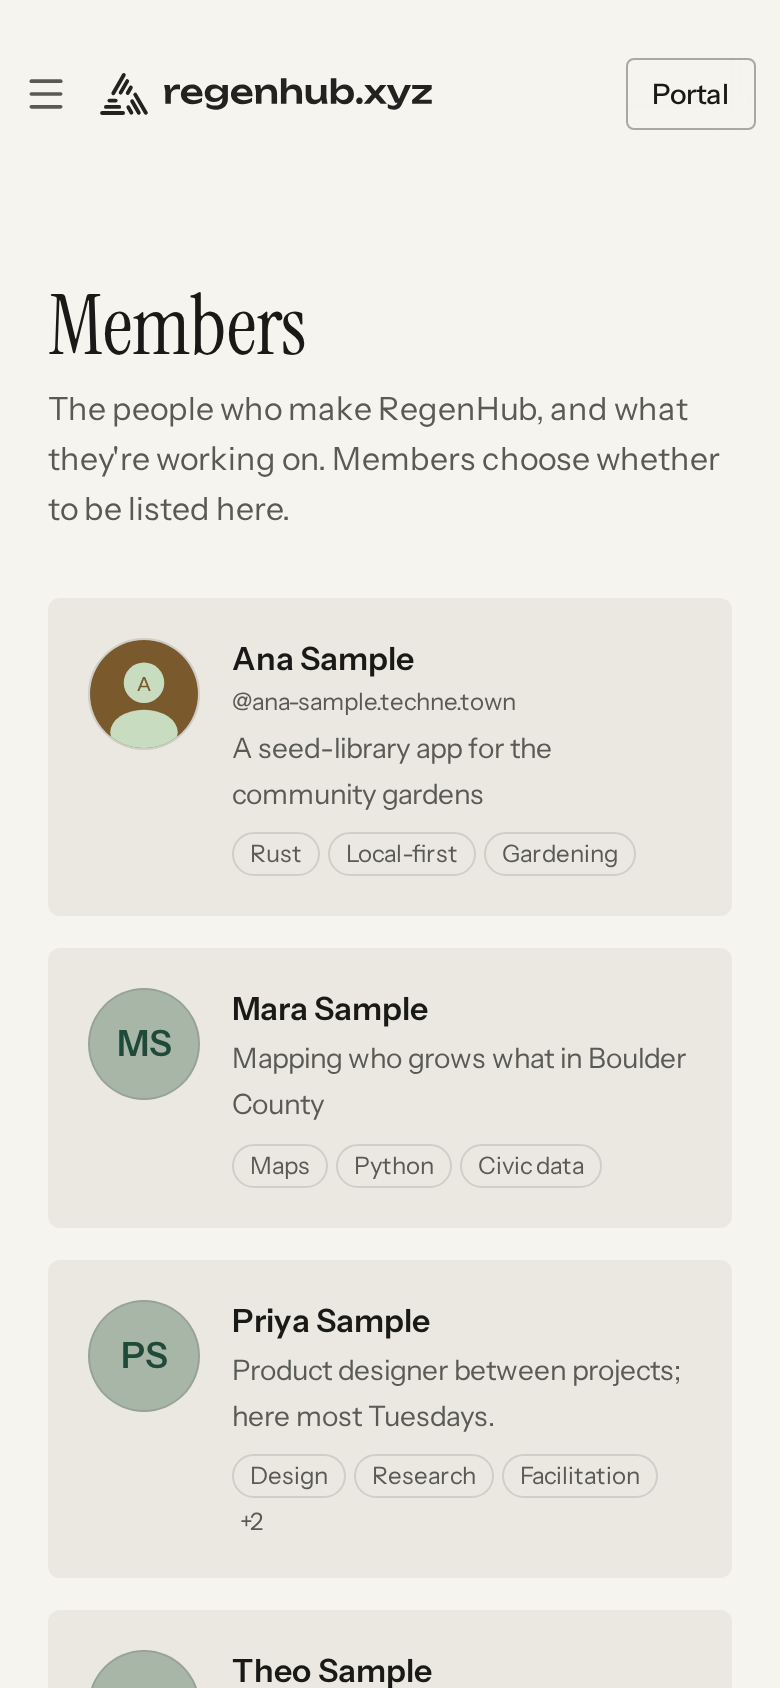 regenhub.xyz
Portal
Members
The people who make RegenHub, and what
they're working on. Members choose whether
to be listed here.
A
Ana Sample
@ana-sample.techne.town
A seed-library app for the
community gardens
Rust Local-first Gardening
MS
Mara Sample
Mapping who grows what in Boulder
County
Maps Python Civic data
PS
Priya Sample
Product designer between projects;
here most Tuesdays.
Design Research Facilitation
+2
Theo Sample